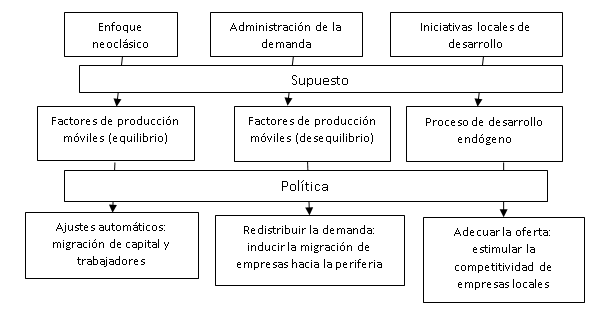 Enfoque
neoclásico
Administración de la
demanda
Iniciativas locales de
desarrollo
Supuesto
Factores de producción
móviles (equilibrio)
Factores de producción
móviles (desequilibrio)
Proceso de desarrollo
endógeno
Política
Ajustes automáticos:
migración de capital y
trabajadores
Redistribuir la demanda:
inducir la migración de
empresas hacia la periferia
Adecuar la oferta:
estimular la
competitividad de
empresas locales